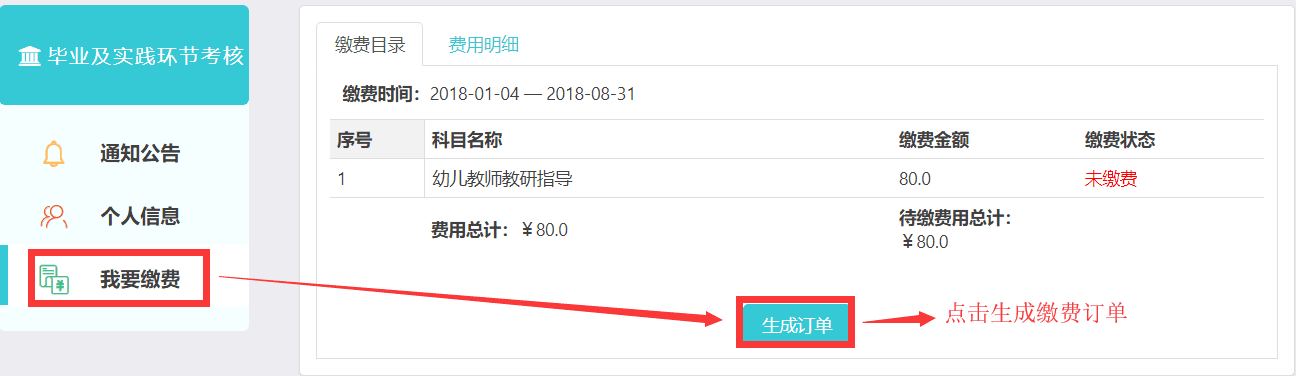 毕业及实践环节考核
通知公告
个人信息
我要缴费
缴费目录 费用明细
缴费时间：2018-01-04 — 2018-08-31
序号 科目名称 缴费金额 缴费状态
1 幼儿教师教研指导 80.0 未缴费
费用总计：￥80.0 待缴费用总计：
￥80.0
生成订单
点击生成缴费订单